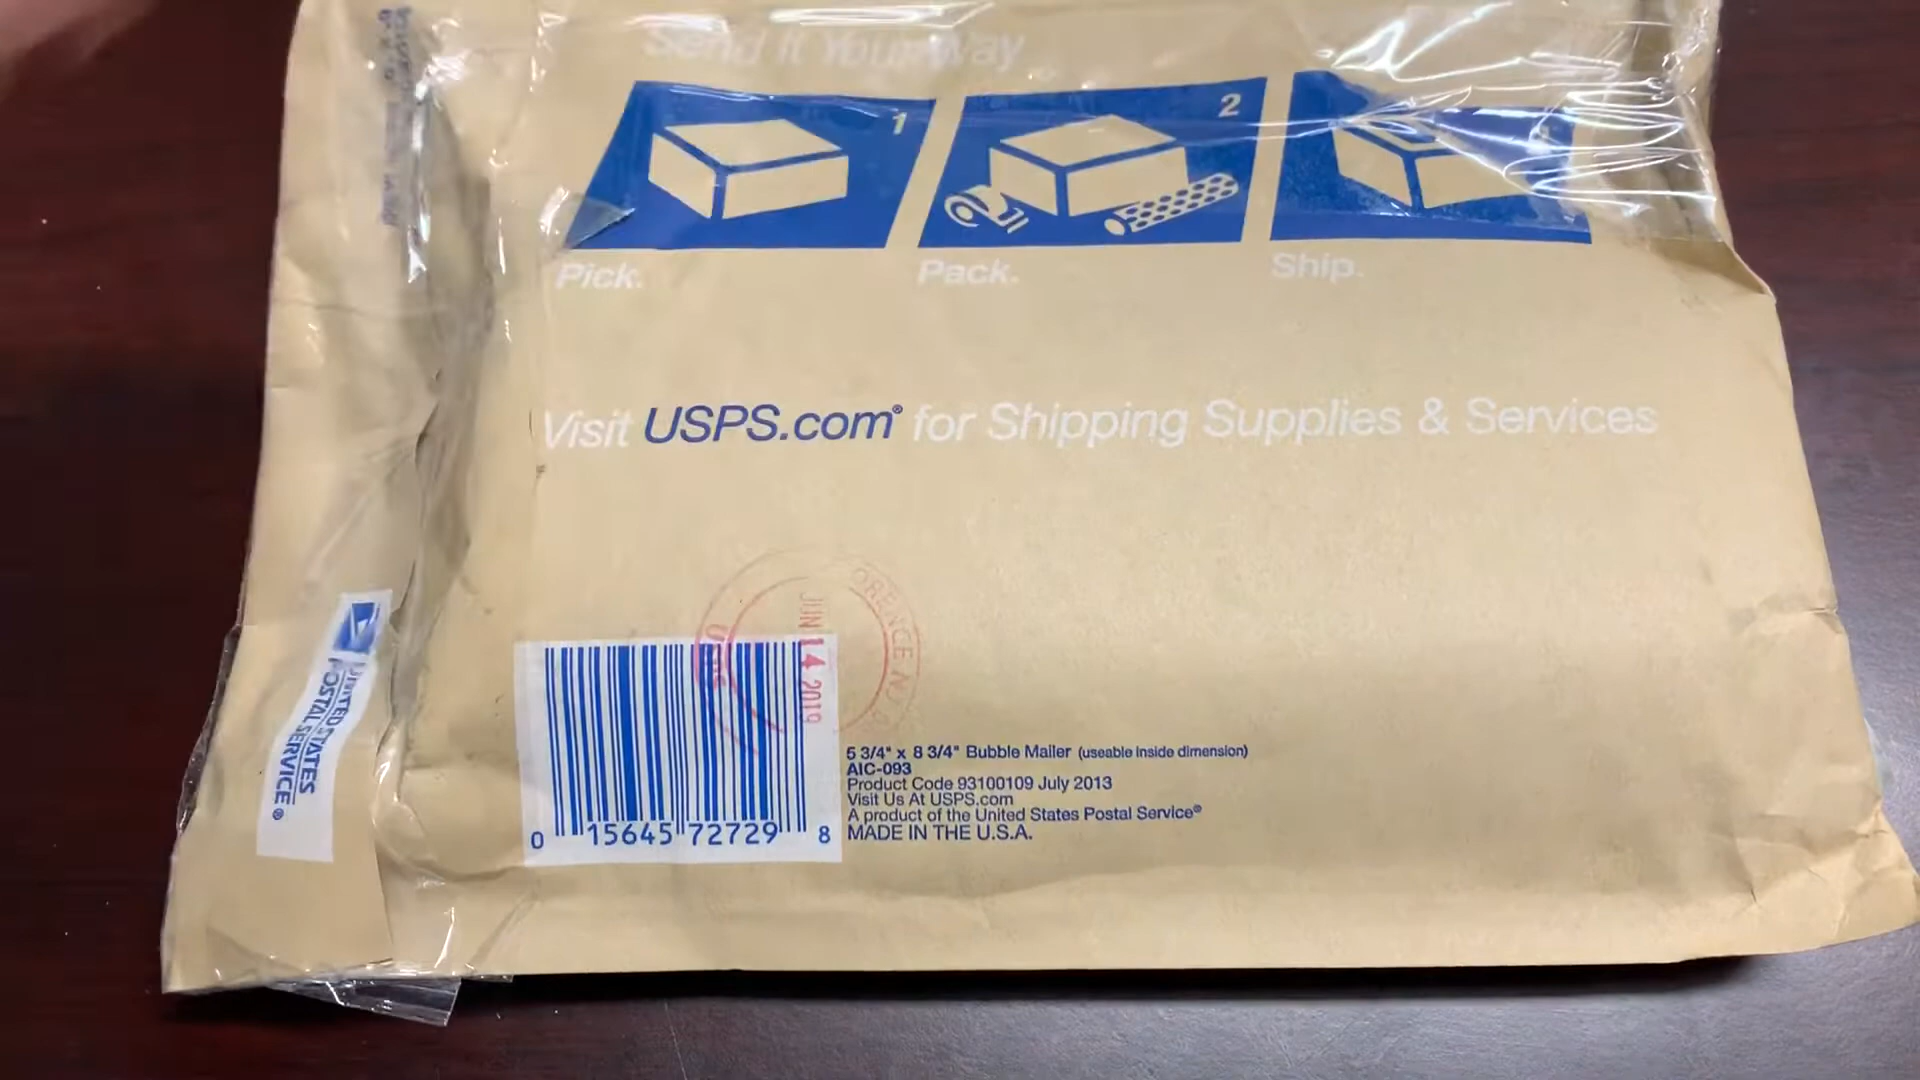 Send It Your Way
1
2
Pick.
Pack.
Ship.
Visit USPS.com® for Shipping Supplies & Services
UNITED STATES
POSTAL SERVICE®
JUN 14 2019
USPS
0 15645 72729 8
5 3/4" x 8 3/4" Bubble Mailer (useable inside dimension)
AIC-093
Product Code 93100109 July 2013
Visit Us At USPS.com
A product of the United States Postal Service®
MADE IN THE U.S.A.